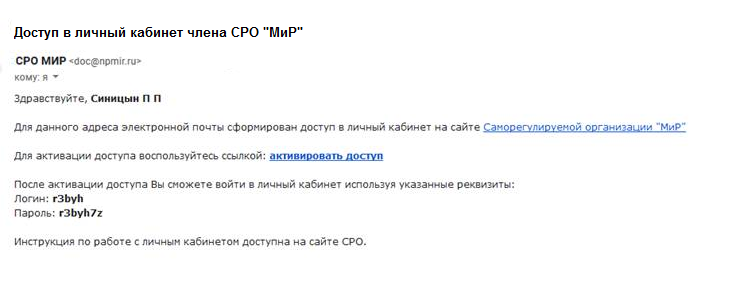 Доступ в личный кабинет члена СРО "МиР"
СРО МИР <doc@npmir.ru>
кому: я
Здравствуйте, Синицын П П
Для данного адреса электронной почты сформирован доступ в личный кабинет на сайте Саморегулируемой организации "МиР"
Для активации доступа воспользуйтесь ссылкой: активировать доступ
После активации доступа Вы сможете войти в личный кабинет используя указанные реквизиты:
Логин: r3byh
Пароль: r3byh7z
Инструкция по работе с личным кабинетом доступна на сайте СРО.